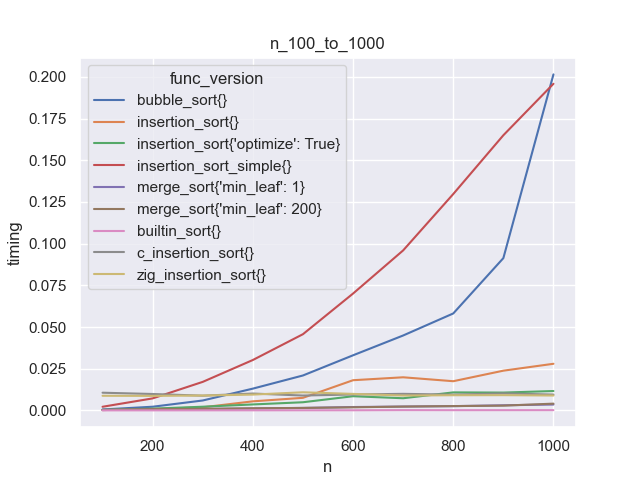 n_100_to_1000
func_version
bubble_sort{}
insertion_sort{}
insertion_sort{'optimize': True}
insertion_sort_simple{}
merge_sort{'min_leaf': 1}
merge_sort{'min_leaf': 200}
builtin_sort{}
c_insertion_sort{}
zig_insertion_sort{}
timing
0.200
0.175
0.150
0.125
0.100
0.075
0.050
0.025
0.000
200 400 600 800 1000
n